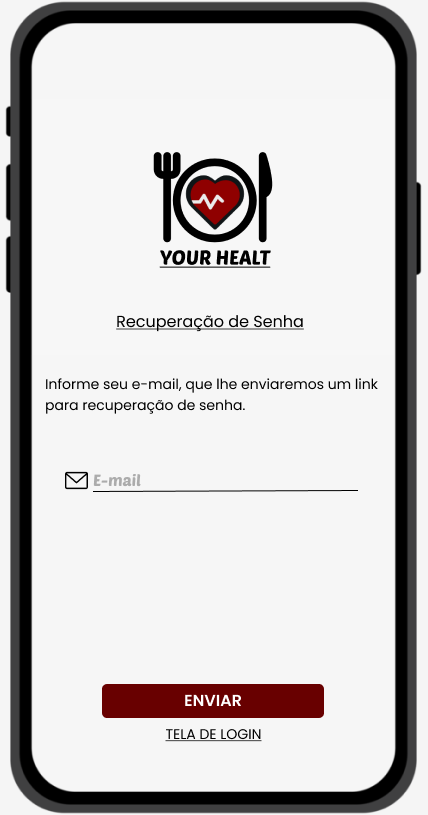 YOUR HEALT
Recuperação de Senha
Informe seu e-mail, que lhe enviaremos um link
para recuperação de senha.
E-mail
ENVIAR
TELA DE LOGIN